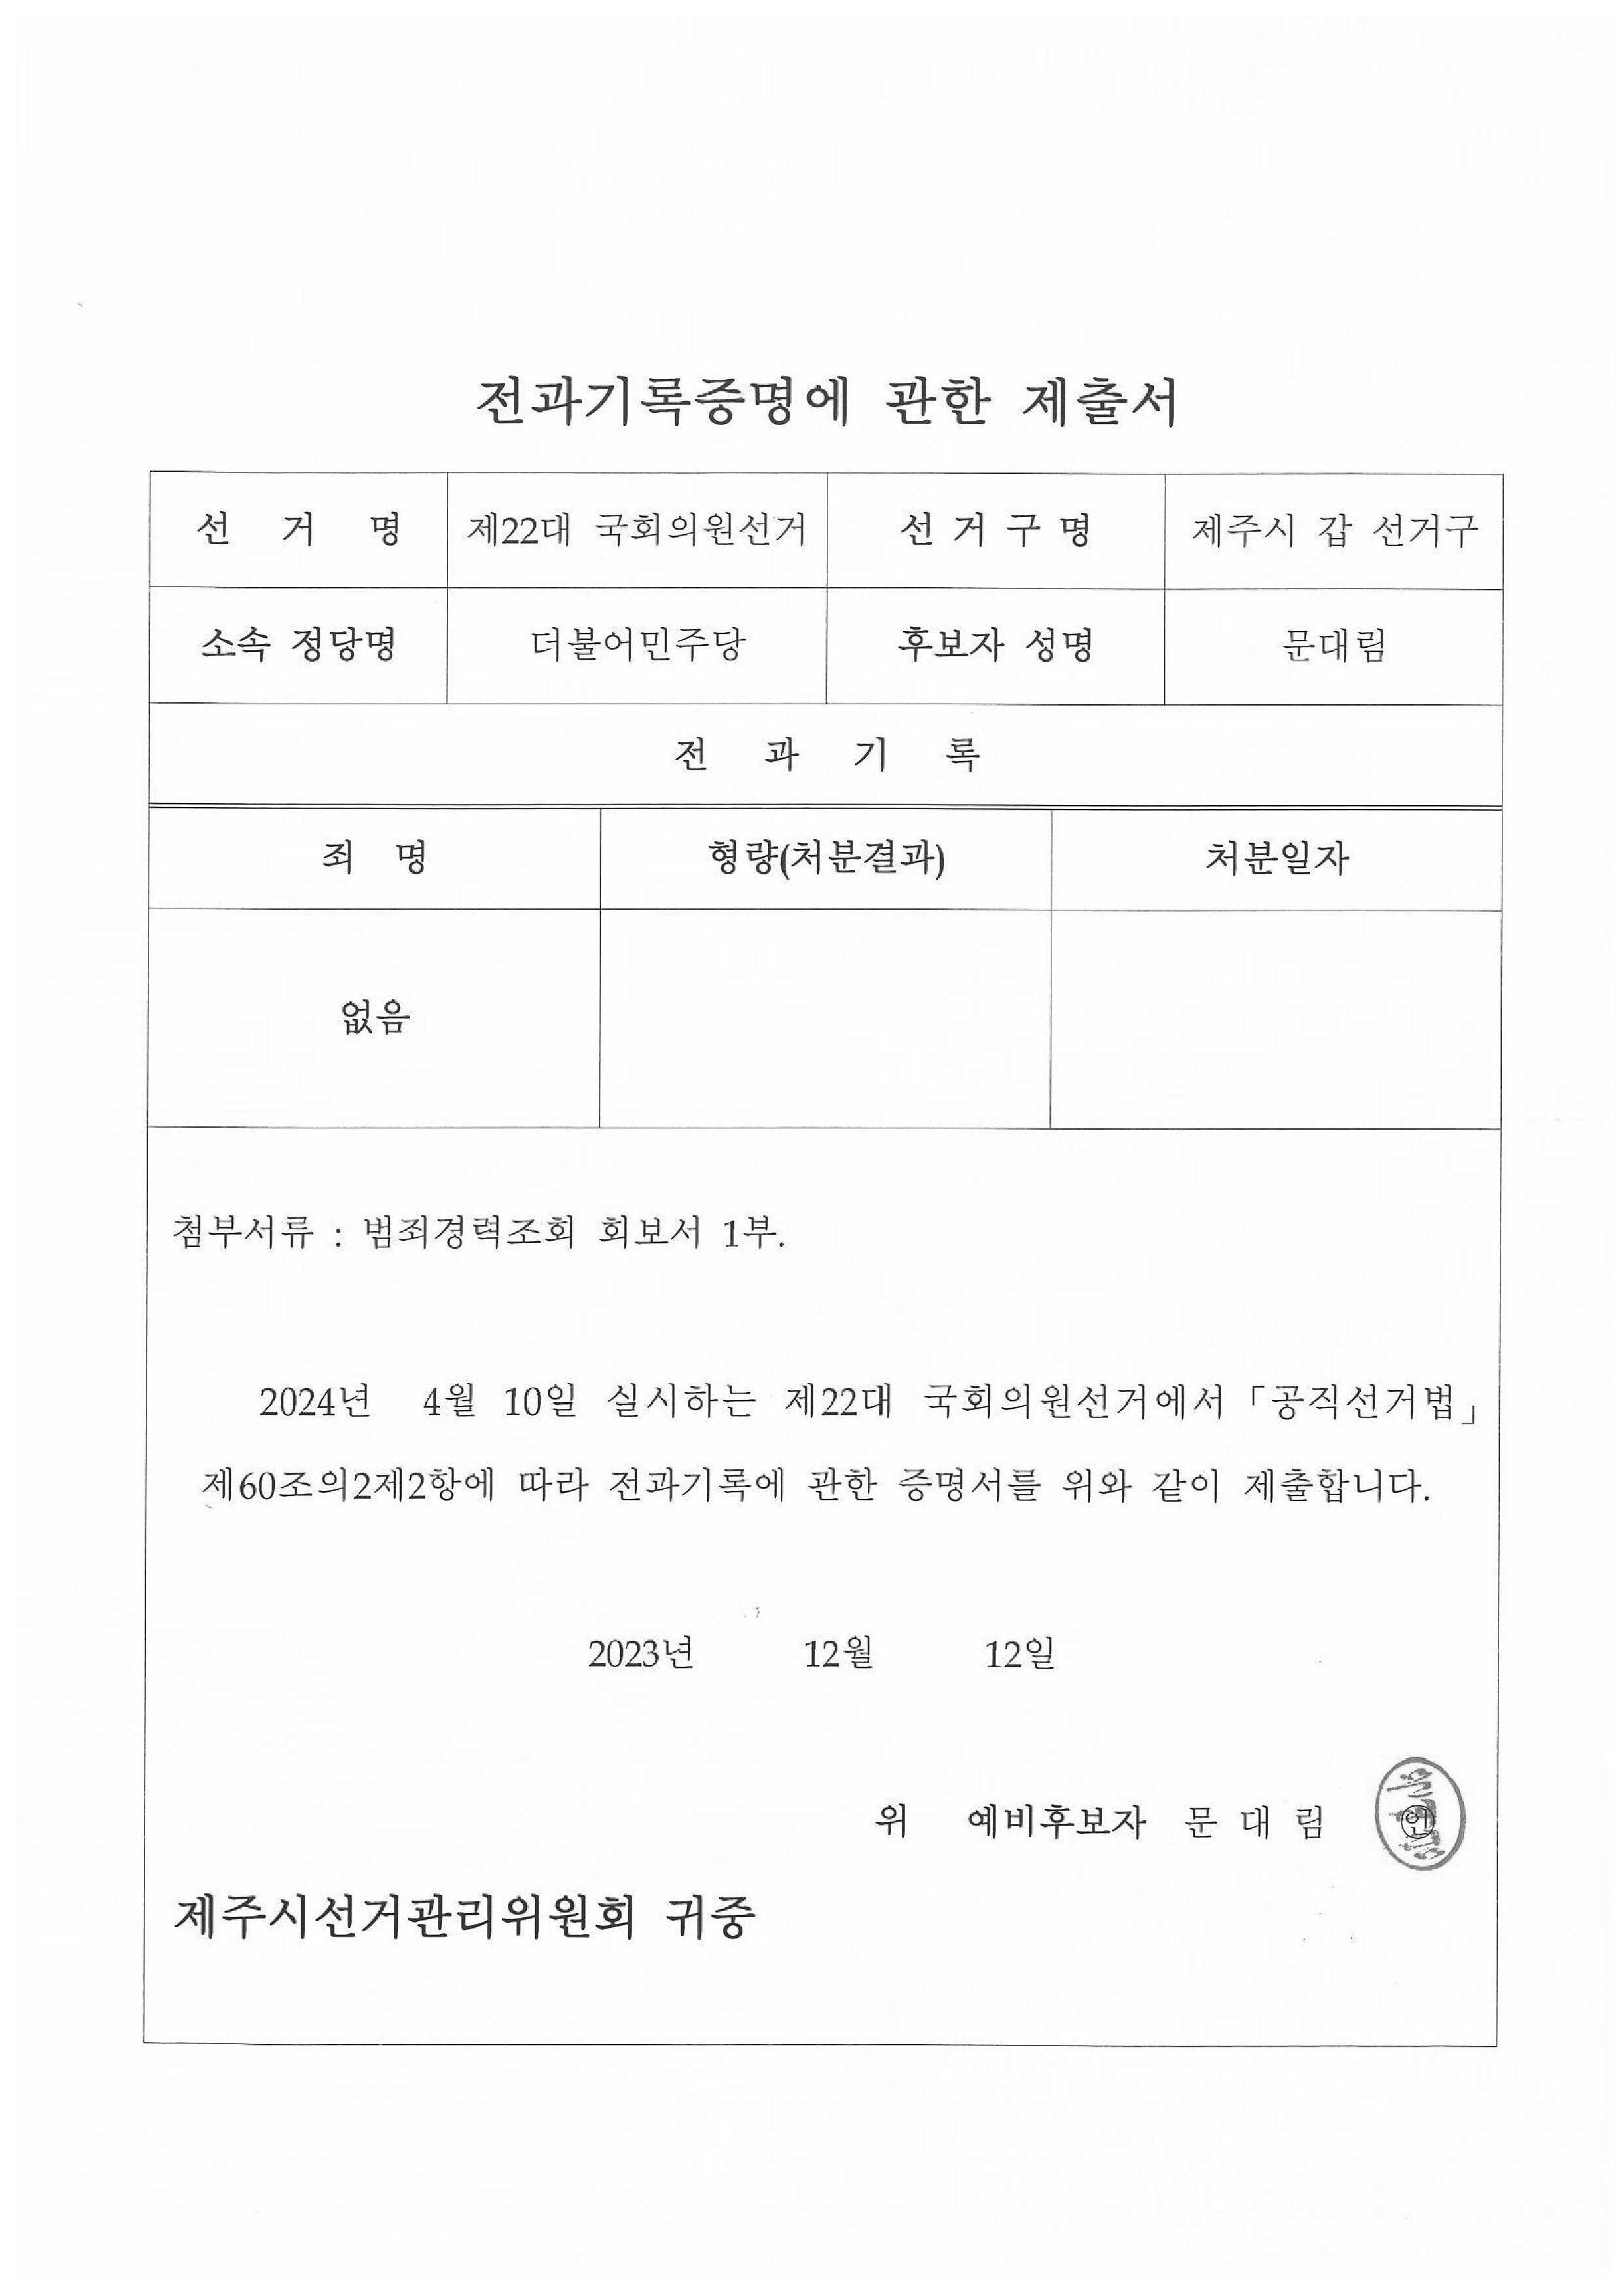 전과기록증명에 관한 제출서
선 거 명 제22대 국회의원선거 선 거 구 명 제주시 갑 선거구
소속 정당명 더불어민주당 후보자 성명 문대림
전 과 기 록
죄 명 형량(처분결과) 처분일자
없음
첨부서류 : 범죄경력조회 회보서 1부.
2024년 4월 10일 실시하는 제22대 국회의원선거에서 「공직선거법」
제60조의2제2항에 따라 전과기록에 관한 증명서를 위와 같이 제출합니다.
2023년 12월 12일
위 예비후보자 문 대 림 ㊞
제주시선거관리위원회 귀중